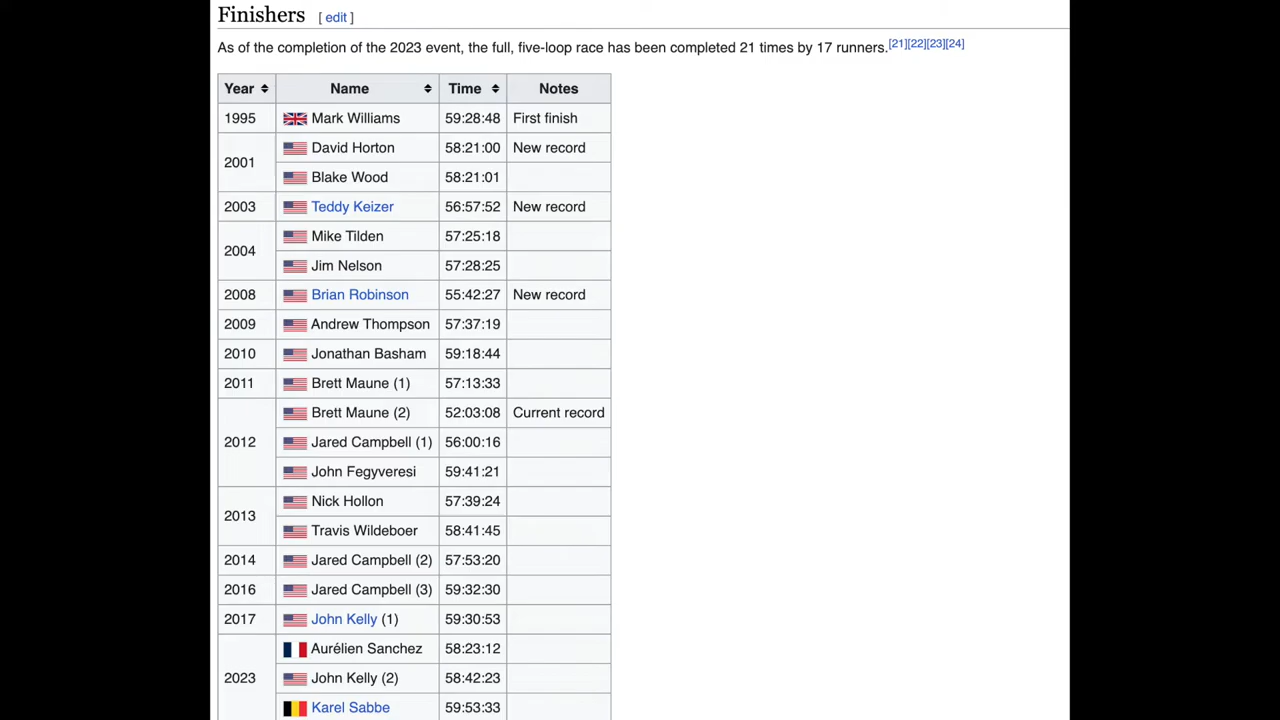 Finishers [ edit ]
As of the completion of the 2023 event, the full, five-loop race has been completed 21 times by 17 runners.[21][22][23][24]
Year Name Time Notes
1995 Mark Williams 59:28:48 First finish
2001 David Horton 58:21:00 New record
Blake Wood 58:21:01
2003 Teddy Keizer 56:57:52 New record
2004 Mike Tilden 57:25:18
Jim Nelson 57:28:25
2008 Brian Robinson 55:42:27 New record
2009 Andrew Thompson 57:37:19
2010 Jonathan Basham 59:18:44
2011 Brett Maune (1) 57:13:33
2012 Brett Maune (2) 52:03:08 Current record
Jared Campbell (1) 56:00:16
John Fegyveresi 59:41:21
2013 Nick Hollon 57:39:24
Travis Wildeboer 58:41:45
2014 Jared Campbell (2) 57:53:20
2016 Jared Campbell (3) 59:32:30
2017 John Kelly (1) 59:30:53
2023 Aurélien Sanchez 58:23:12
John Kelly (2) 58:42:23
Karel Sabbe 59:53:33